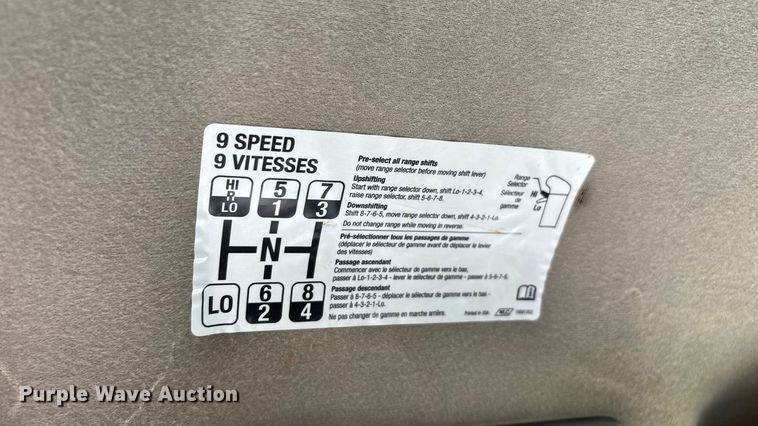 9 SPEED
9 VITESSES
HI
R
LO
5
1
7
3
N
LO
6
2
8
4
Pre-select all range shifts
(move range selector before moving shift lever)
Upshifting
Start with range selector down, shift Lo-1-2-3-4,
raise range selector, shift 5-6-7-8.
Downshifting
Shift 8-7-6-5, move range selector down, shift 4-3-2-1-Lo.
Do not change range while moving in reverse.
Pré-sélectionner tous les passages de gamme
(déplacer le sélecteur de gamme avant de déplacer le levier
des vitesses)
Passage ascendant
Commencer avec le sélecteur de gamme vers le bas.
passer à Lo-1-2-3-4 - lever le sélecteur de gamme - passer à 5-6-7-8.
Passage descendant
Passer à 8-7-6-5 - déplacer le sélecteur de gamme vers le bas -
passer à 4-3-2-1-Lo.
Ne pas changer de gamme en marche arrière.
Range
Selector
Sélecteur
de
gamme
Hi
Lo
Printed in USA
Purple Wave Auction